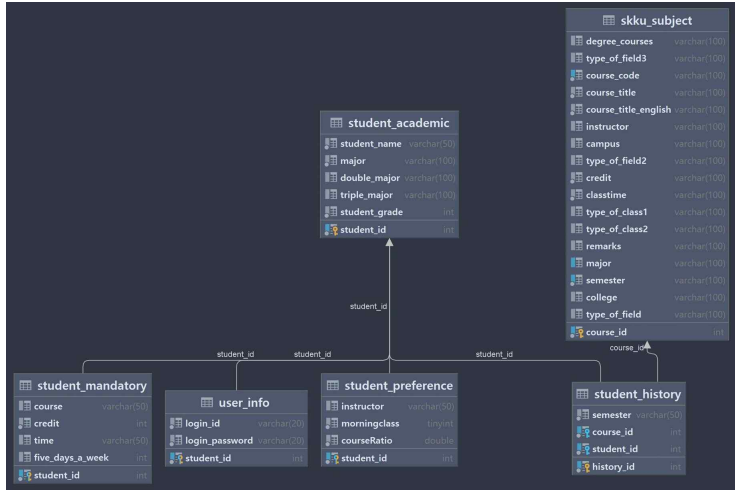 skku_subject
degree_courses varchar(100)
type_of_field3 varchar(100)
course_code varchar(100)
course_title varchar(100)
course_title_english varchar(100)
instructor varchar(100)
campus varchar(100)
type_of_field2 varchar(100)
credit varchar(100)
classtime varchar(100)
type_of_class1 varchar(100)
type_of_class2 varchar(100)
remarks varchar(100)
major varchar(100)
semester varchar(100)
college varchar(100)
type_of_field varchar(100)
course_id int
student_academic
student_name varchar(50)
major varchar(100)
double_major varchar(100)
triple_major varchar(100)
student_grade int
student_id int
student_id
student_id
student_id
student_id
course_id
student_mandatory
course varchar(50)
credit int
time varchar(50)
five_days_a_week int
student_id int
user_info
login_id varchar(20)
login_password varchar(20)
student_id int
student_preference
instructor varchar(50)
morningclass tinyint
courseRatio double
student_id int
student_history
semester varchar(50)
course_id int
student_id int
history_id int